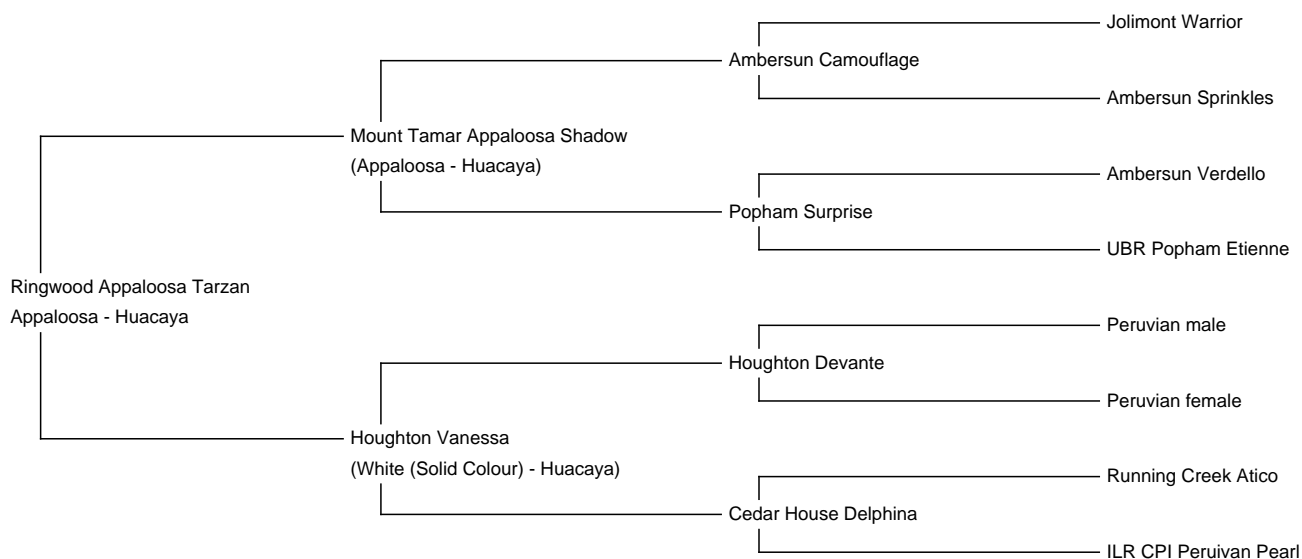 Jolimont Warrior
Ambersun Camouflage
Ambersun Sprinkles
Mount Tamar Appaloosa Shadow
(Appaloosa - Huacaya)
Ambersun Verdello
Popham Surprise
UBR Popham Etienne
Ringwood Appaloosa Tarzan
Appaloosa - Huacaya
Peruvian male
Houghton Devante
Peruvian female
Houghton Vanessa
(White (Solid Colour) - Huacaya)
Running Creek Atico
Cedar House Delphina
ILR CPI Peruivan Pearl